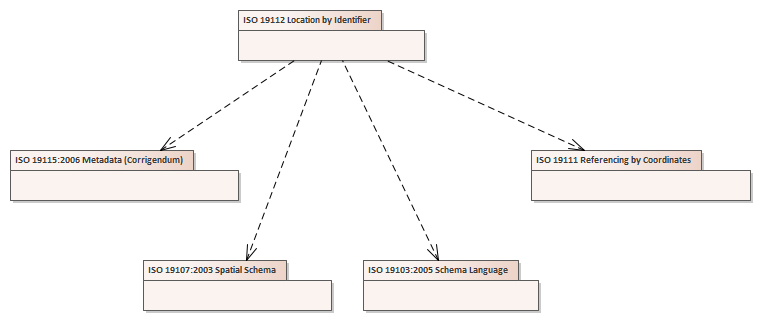 ISO 19112 Location by Identifier
ISO 19115:2006 Metadata (Corrigendum)
ISO 19111 Referencing by Coordinates
ISO 19107:2003 Spatial Schema
ISO 19103:2005 Schema Language